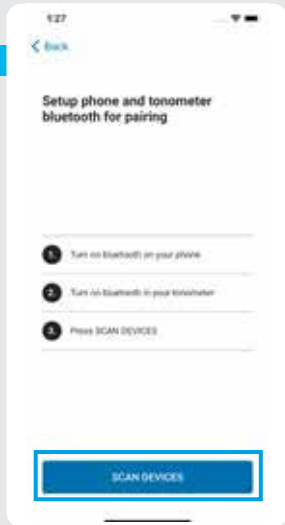 1:27
Back
Setup phone and tonometer
bluetooth for pairing
1. Turn on bluetooth on your phone
2. Turn on bluetooth in your tonometer
3. Press SCAN DEVICES
SCAN DEVICES